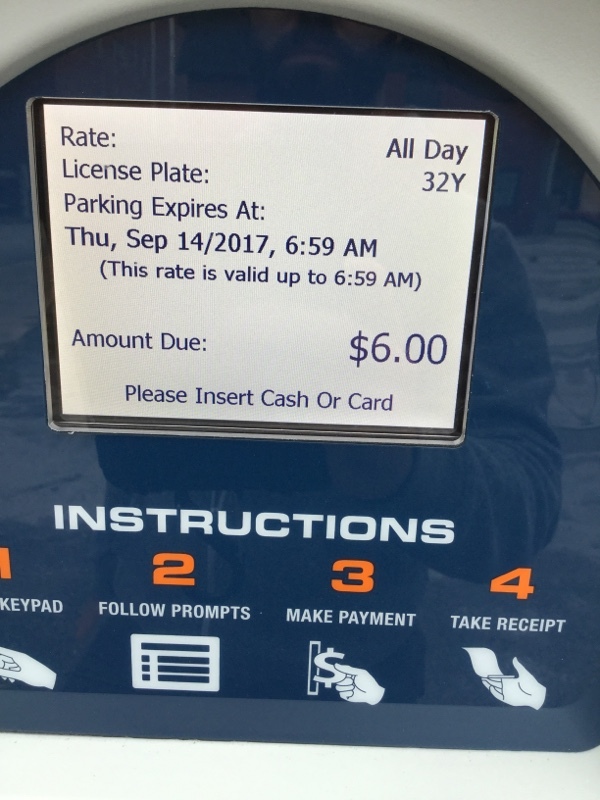 Rate: All Day
License Plate: 32Y
Parking Expires At:
Thu, Sep 14/2017, 6:59 AM
(This rate is valid up to 6:59 AM)
Amount Due: $6.00
Please Insert Cash Or Card
INSTRUCTIONS
1 2 3 4
KEYPAD FOLLOW PROMPTS MAKE PAYMENT TAKE RECEIPT
$